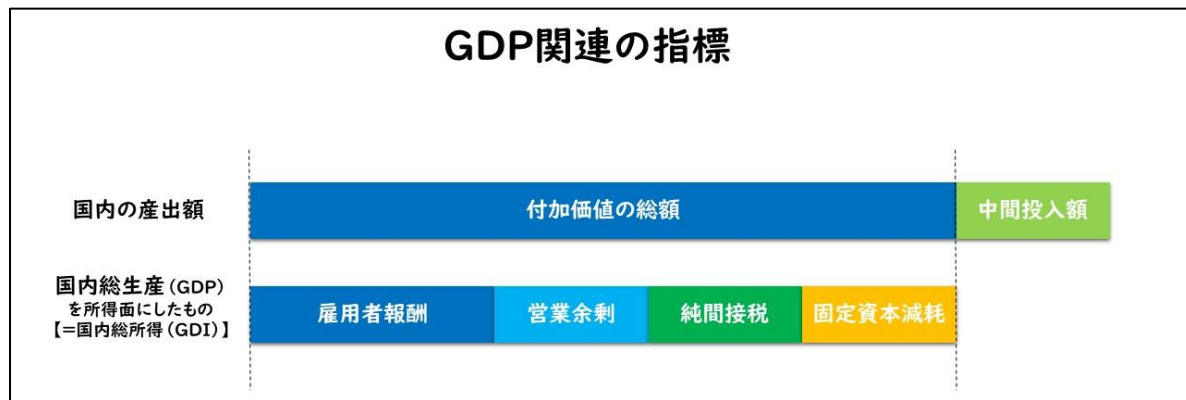 GDP関連の指標
国内の産出額
付加価値の総額
中間投入額
国内総生産(GDP)
を所得面にしたもの
【=国内総所得(GDI)】
雇用者報酬
営業余剰
純間接税
固定資本減耗